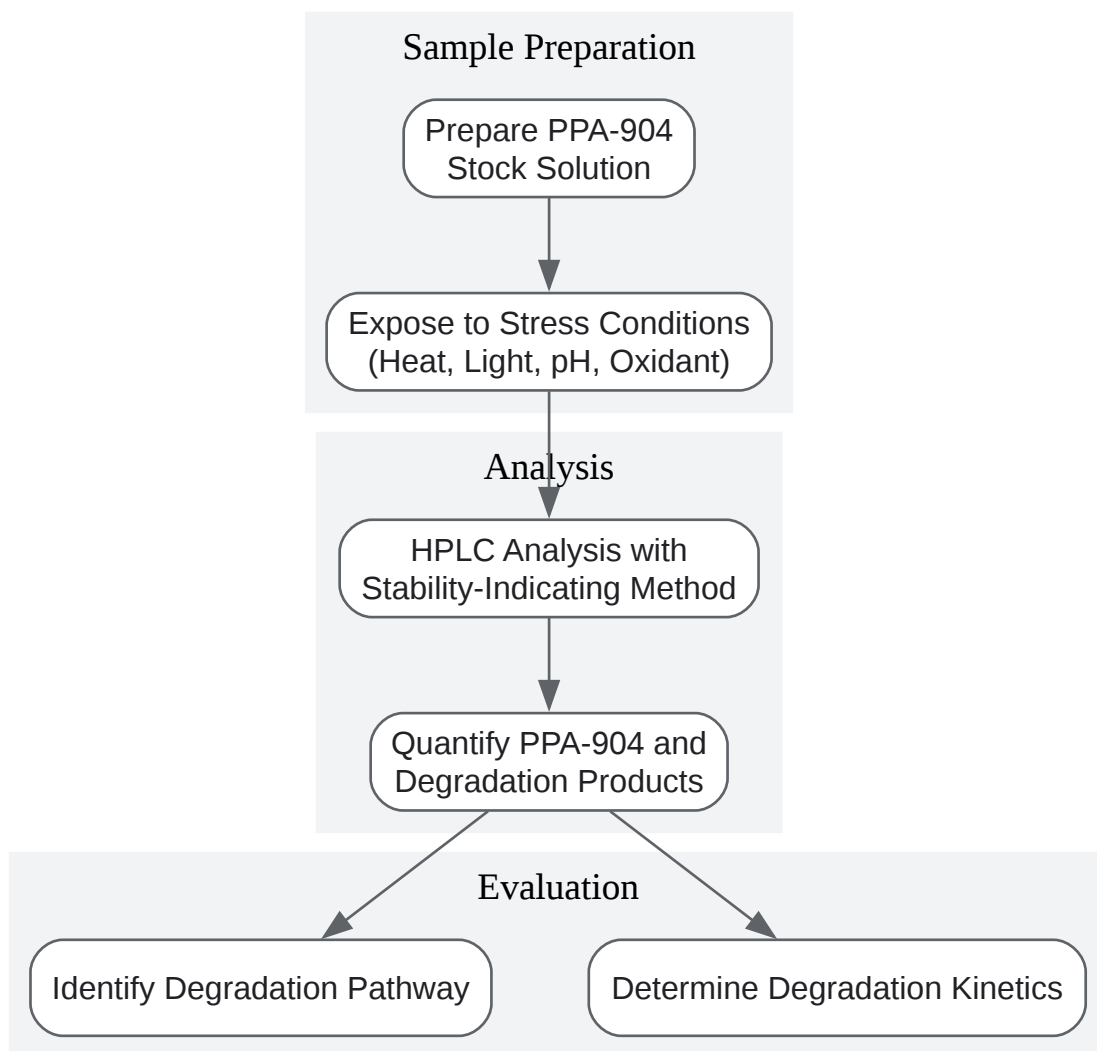 Sample Preparation
Prepare PPA-904
Stock Solution
Expose to Stress Conditions
(Heat, Light, pH, Oxidant)
Analysis
HPLC Analysis with
Stability-Indicating Method
Quantify PPA-904 and
Degradation Products
Evaluation
Identify Degradation Pathway
Determine Degradation Kinetics